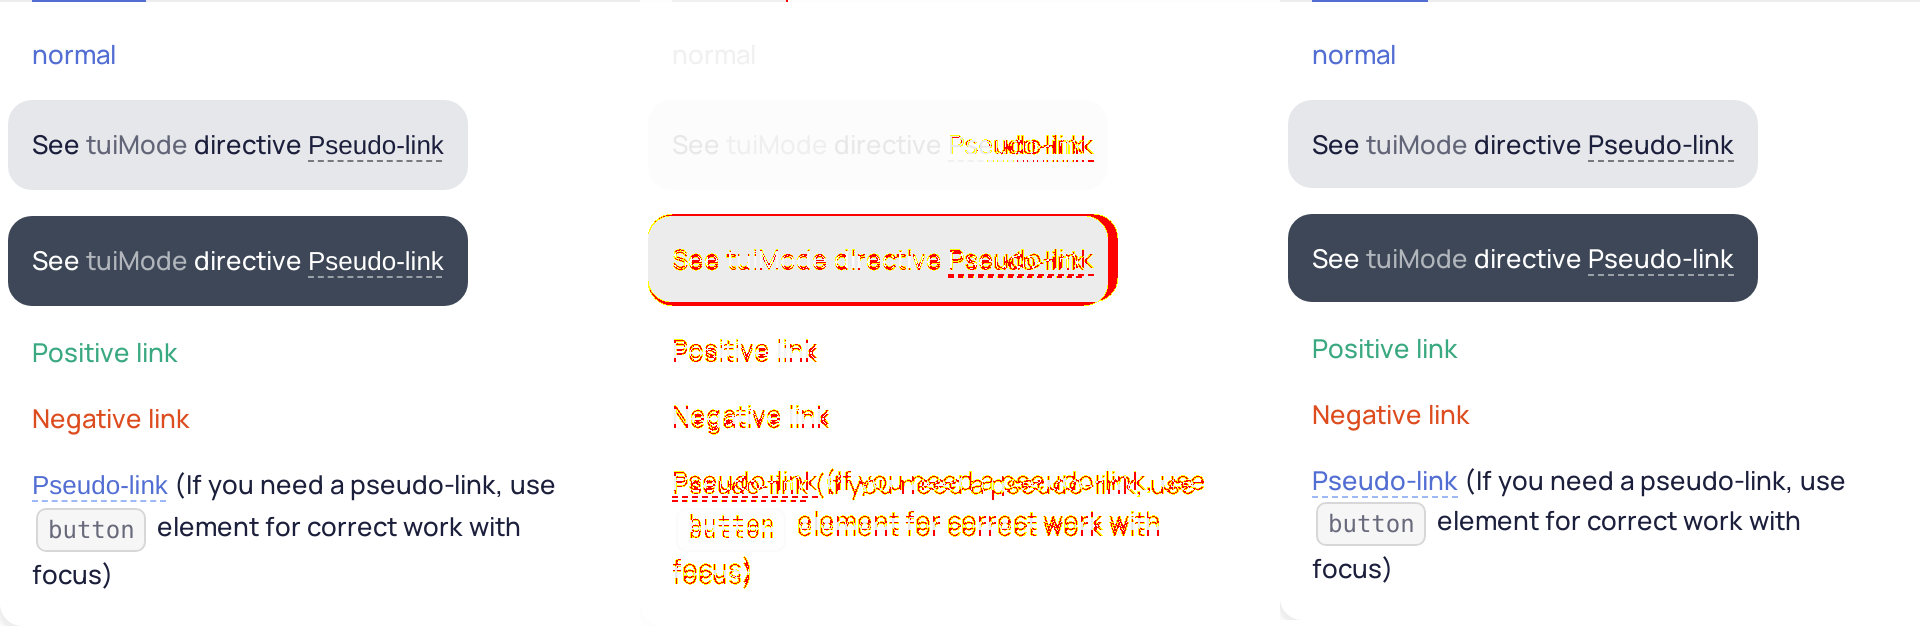 normal
See tuiMode directive Pseudo-link
See tuiMode directive Pseudo-link
Positive link
Negative link
Pseudo-link (If you need a pseudo-link, use
button element for correct work with
focus)
normal
See tuiMode directive Pseudo-link
See tuiMode directive Pseudo-link
Positive link
Negative link
Pseudo-link (If you need a pseudo-link, use
button element for correct work with
focus)
normal
See tuiMode directive Pseudo-link
See tuiMode directive Pseudo-link
Positive link
Negative link
Pseudo-link (If you need a pseudo-link, use
button element for correct work with
focus)